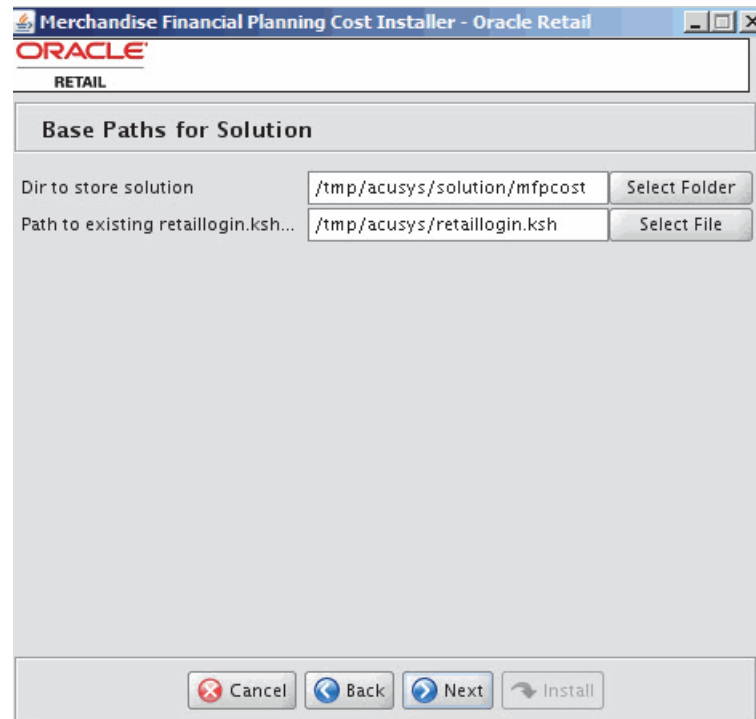 Merchandise Financial Planning Cost Installer - Oracle Retail
ORACLE'
RETAIL
Base Paths for Solution
Dir to store solution /tmp/acusys/solution/mfpcost Select Folder
Path to existing retaillogin.ksh... /tmp/acusys/retaillogin.ksh Select File
Cancel Back Next Install